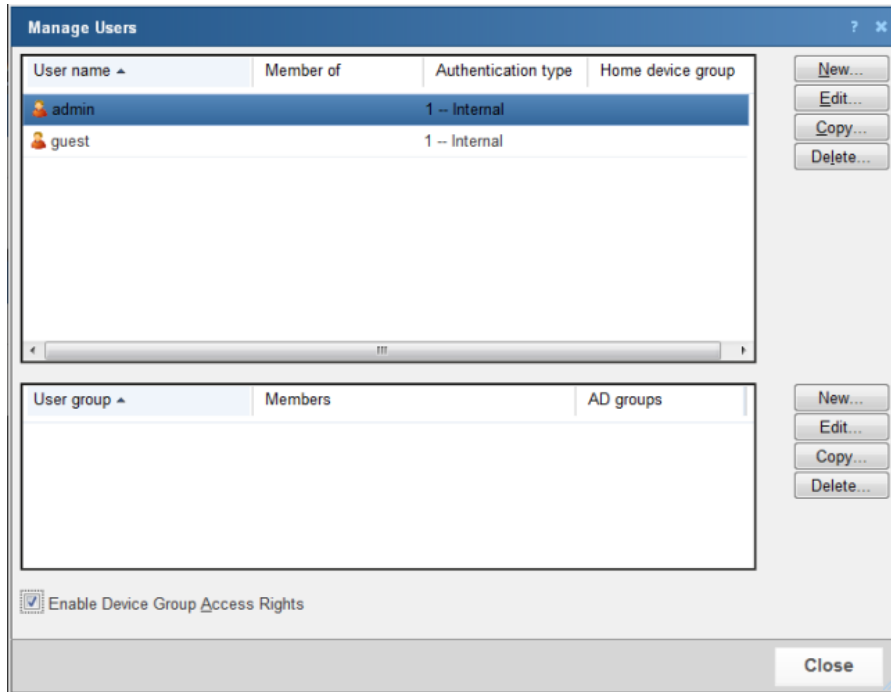 Manage Users ? ×
User name Member of Authentication type Home device group
admin 1 -- Internal
guest 1 -- Internal
New...
Edit...
Copy...
Delete...
User group Members AD groups
New...
Edit...
Copy...
Delete...
Enable Device Group Access Rights
Close